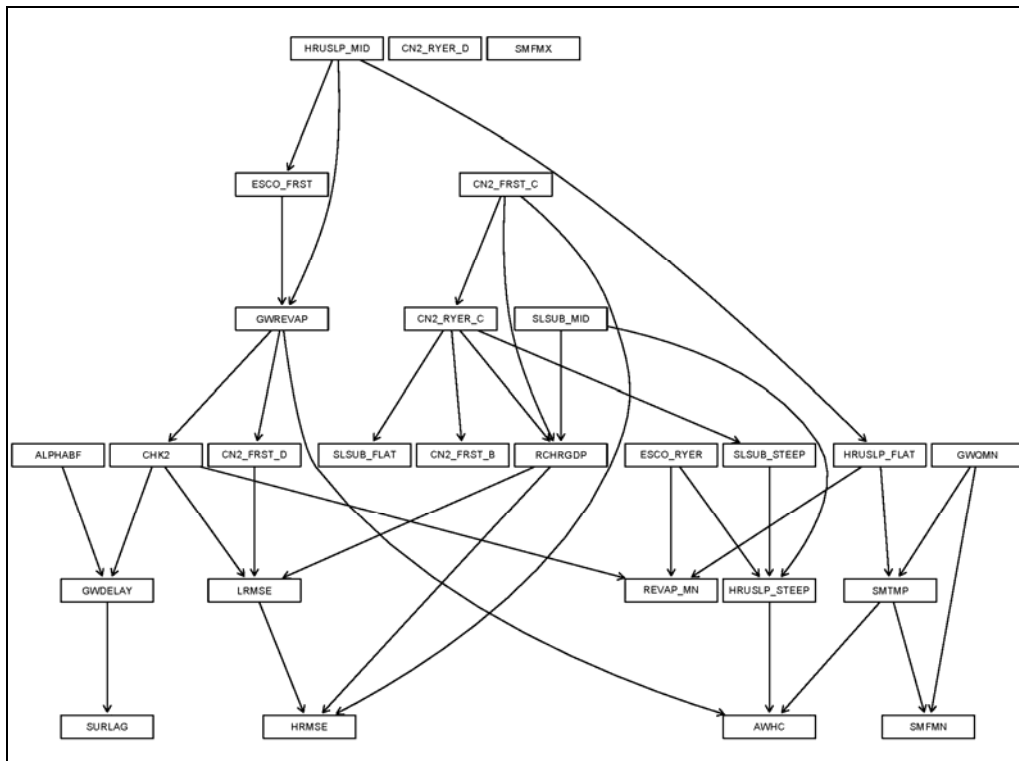 HRUSLP_MID CN2_RYER_D SMFMX
ESCO_FRST CN2_FRST_C
GWREVAP CN2_RYER_C SLSUB_MID
ALPHABF CHK2 CN2_FRST_D SLSUB_FLAT CN2_FRST_B RCHRGDP ESCO_RYER SLSUB_STEEP HRUSLP_FLAT GWQMN
GWDELAY LRMSE REVAP_MN HRUSLP_STEEP SMTMP
SURLAG HRMSE AWHC SMFMN